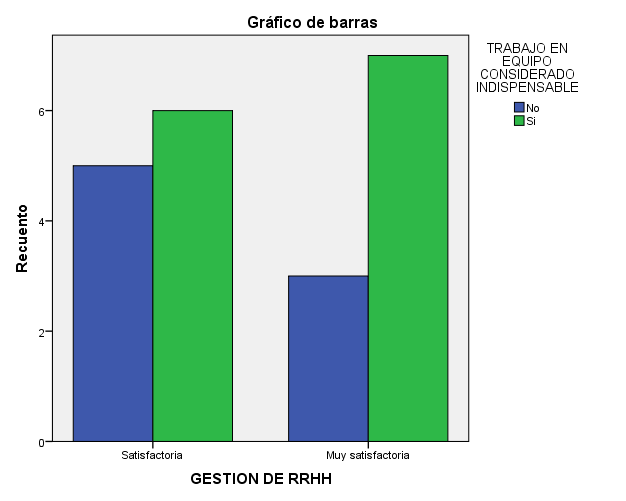 Gráfico de barras
TRABAJO EN
EQUIPO
CONSIDERADO
INDISPENSABLE
No
Si
Recuento
6
4
2
0
Satisfactoria
Muy satisfactoria
GESTION DE RRHH